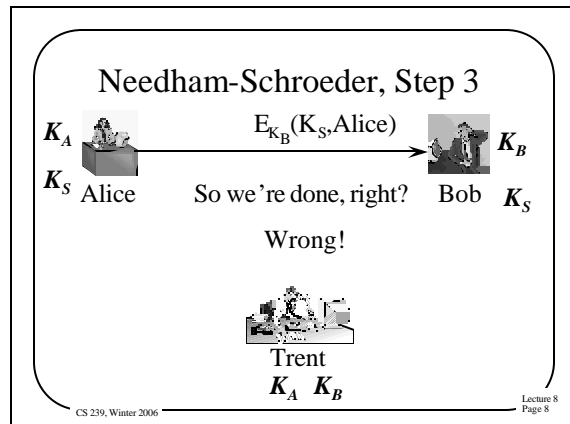 Needham-Schroeder, Step 3
K_A
E_{K_B}(K_S,Alice)
K_B
K_S
Alice
So we’re done, right?
Bob
K_S
Wrong!
Trent
K_A K_B
CS 239, Winter 2006
Lecture 8
Page 8